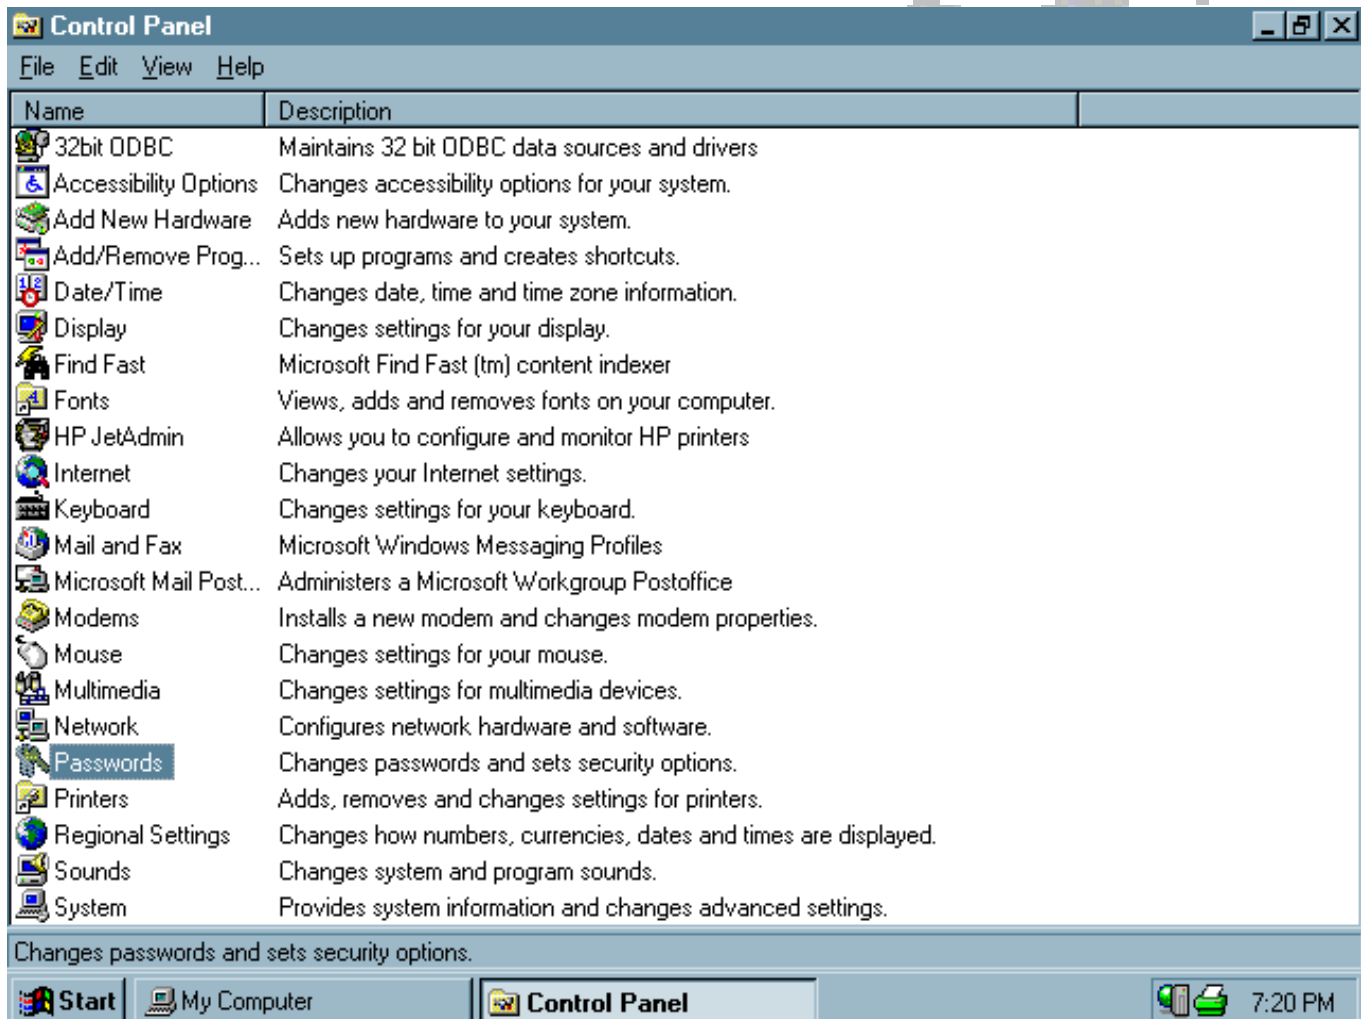 Control Panel
File Edit View Help
Name Description
32bit ODBC Maintains 32 bit ODBC data sources and drivers
Accessibility Options Changes accessibility options for your system.
Add New Hardware Adds new hardware to your system.
Add/Remove Prog... Sets up programs and creates shortcuts.
Date/Time Changes date, time and time zone information.
Display Changes settings for your display.
Find Fast Microsoft Find Fast (tm) content indexer
Fonts Views, adds and removes fonts on your computer.
HP JetAdmin Allows you to configure and monitor HP printers
Internet Changes your Internet settings.
Keyboard Changes settings for your keyboard.
Mail and Fax Microsoft Windows Messaging Profiles
Microsoft Mail Post... Administers a Microsoft Workgroup Postoffice
Modems Installs a new modem and changes modem properties.
Mouse Changes settings for your mouse.
Multimedia Changes settings for multimedia devices.
Network Configures network hardware and software.
Passwords Changes passwords and sets security options.
Printers Adds, removes and changes settings for printers.
Regional Settings Changes how numbers, currencies, dates and times are displayed.
Sounds Changes system and program sounds.
System Provides system information and changes advanced settings.
Changes passwords and sets security options.
Start My Computer Control Panel 7:20 PM